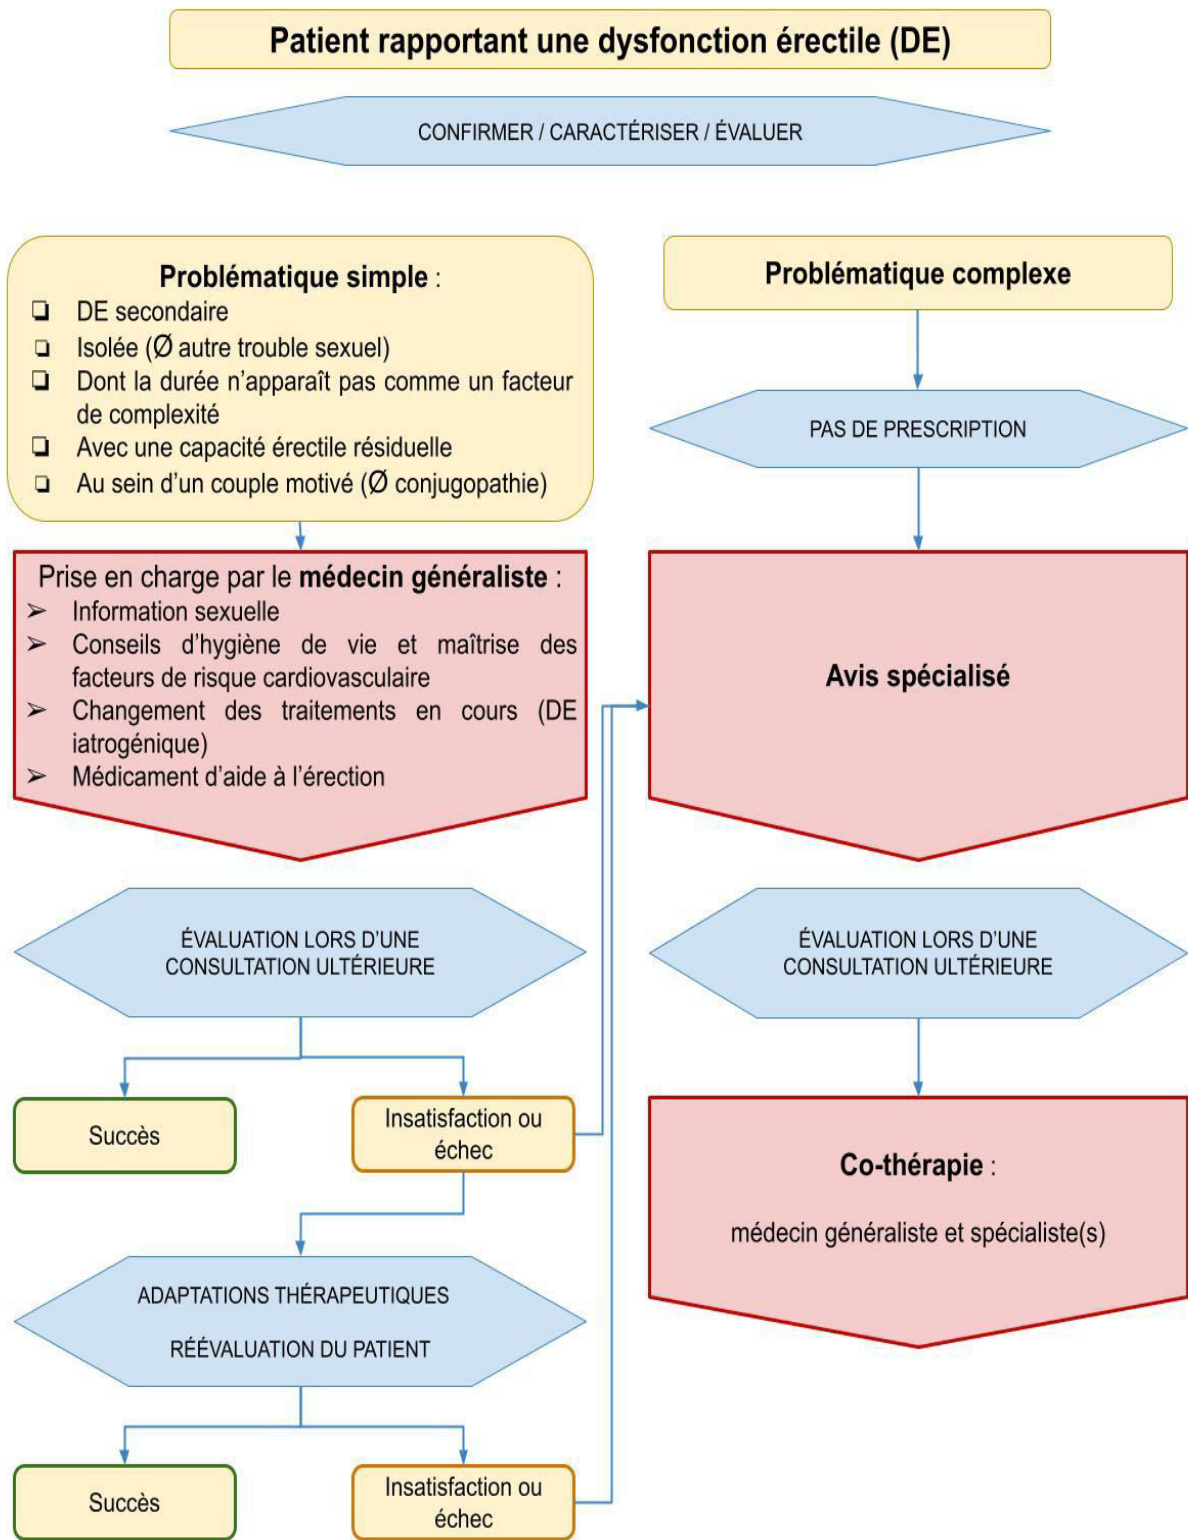 Patient rapportant une dysfonction érectile (DE)
CONFIRMER / CARACTÉRISER / ÉVALUER
Problématique simple :
❏ DE secondaire
❏ Isolée (Ø autre trouble sexuel)
❏ Dont la durée n’apparaît pas comme un facteur
de complexité
❏ Avec une capacité érectile résiduelle
❏ Au sein d’un couple motivé (Ø conjugopathie)
Prise en charge par le médecin généraliste :
➢ Information sexuelle
➢ Conseils d’hygiène de vie et maîtrise des
facteurs de risque cardiovasculaire
➢ Changement des traitements en cours (DE
iatrogénique)
➢ Médicament d’aide à l’érection
ÉVALUATION LORS D’UNE
CONSULTATION ULTÉRIEURE
Succès
Insatisfaction ou
échec
ADAPTATIONS THÉRAPEUTIQUES
RÉÉVALUATION DU PATIENT
Succès
Insatisfaction ou
échec
Problématique complexe
PAS DE PRESCRIPTION
Avis spécialisé
ÉVALUATION LORS D’UNE
CONSULTATION ULTÉRIEURE
Co-thérapie :
médecin généraliste et spécialiste(s)